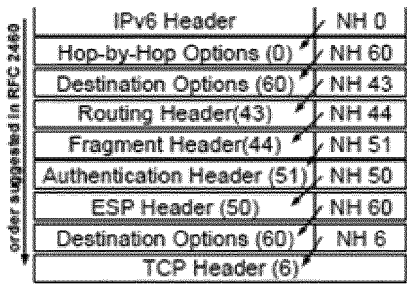 IPv6 Header NH 0
Hop-by-Hop Options (0) NH 60
Destination Options (60) NH 43
Routing Header(43) NH 44
Fragment Header(44) NH 51
Authentication Header (51) NH 50
ESP Header (50) NH 60
Destination Options (60) NH 6
TCP Header (6)
order suggested in RFC 2460